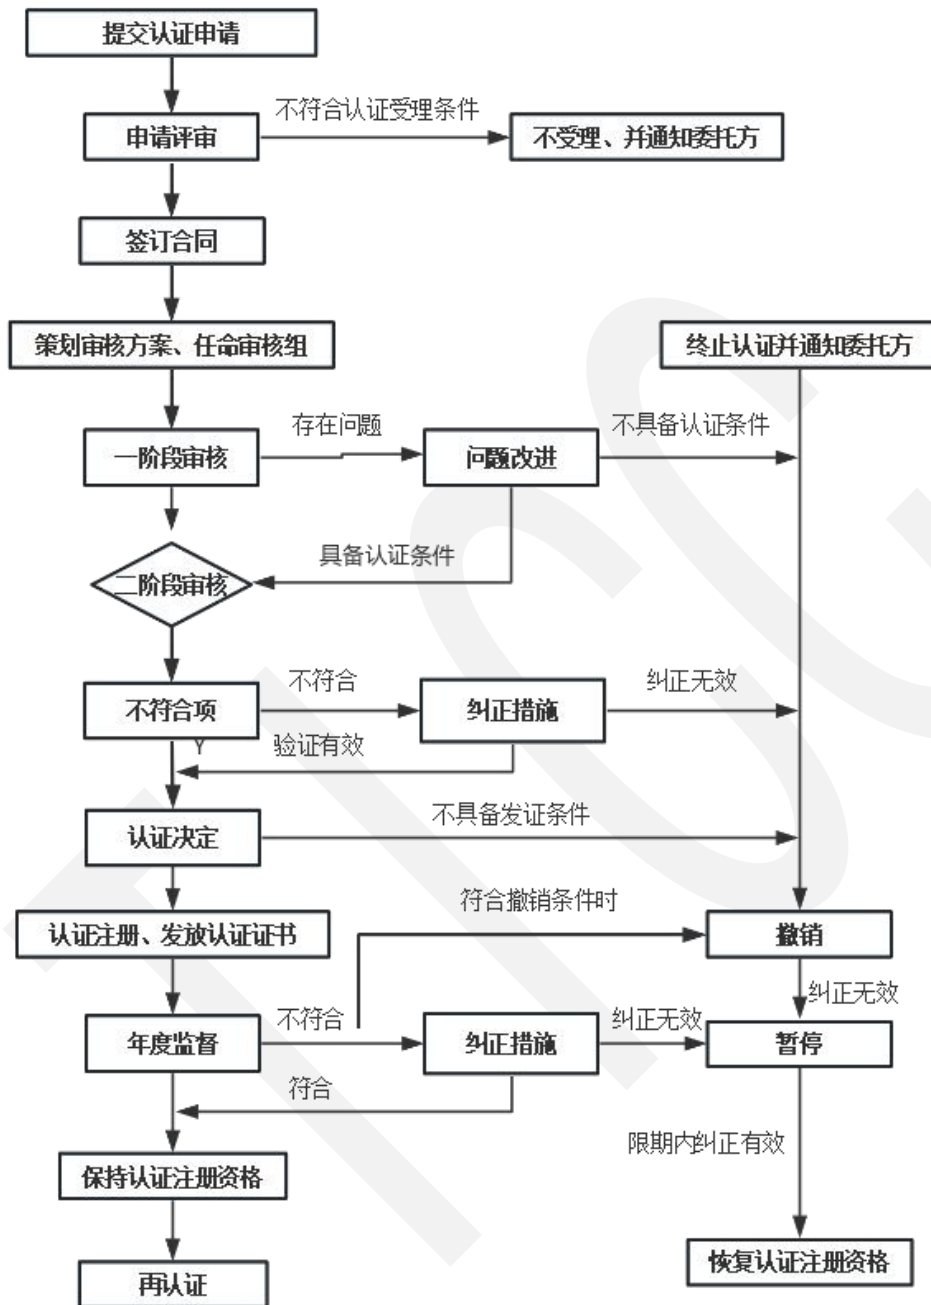 提交认证申请
不符合认证受理条件
申请评审
不受理、并通知委托方
签订合同
策划审核方案、任命审核组
终止认证并通知委托方
存在问题
不具备认证条件
一阶段审核
问题改进
具备认证条件
二阶段审核
不符合
纠正无效
不符合项
纠正措施
Y
验证有效
不具备发证条件
认证决定
符合撤销条件时
认证注册、发放认证证书
撤销
纠正无效
不符合
纠正无效
年度监督
纠正措施
暂停
符合
限期内纠正有效
保持认证注册资格
恢复认证注册资格
再认证